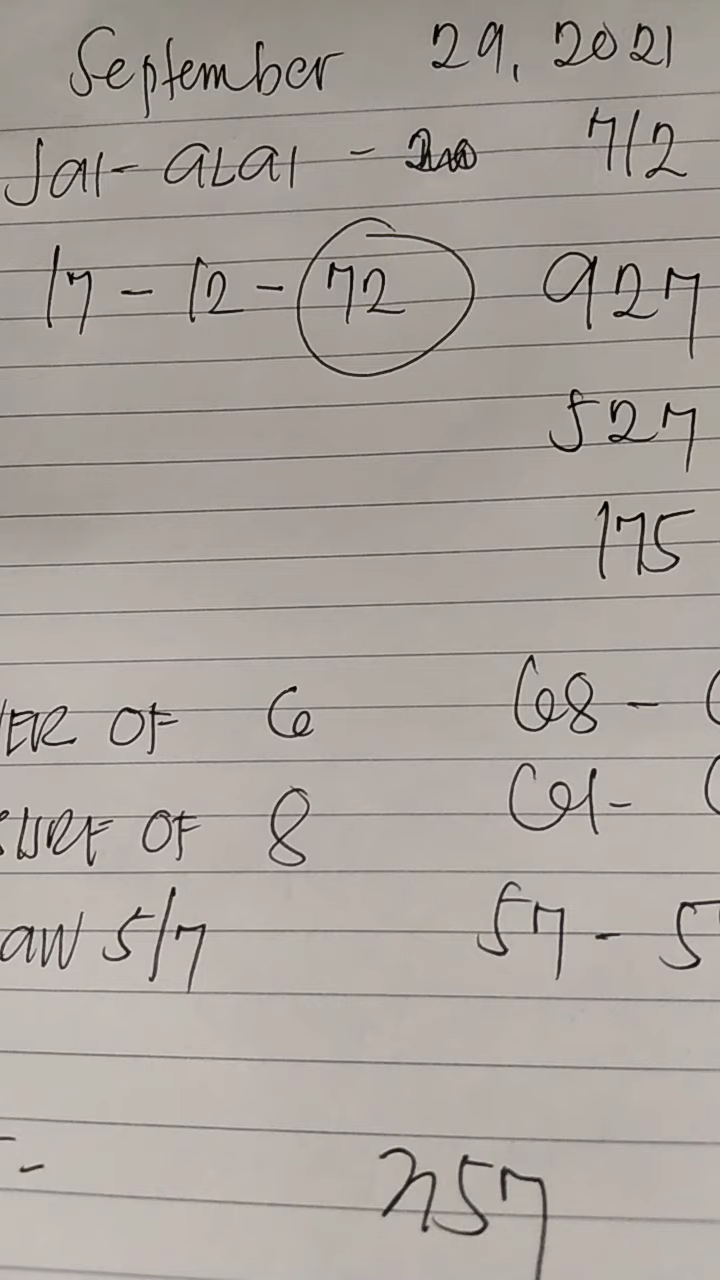 September 29, 2021
Jai-alai - 712
17 - 12 - 72 927
527
175
OF 6 68 -
OF 8 61 -
5/7 57 - 5
-